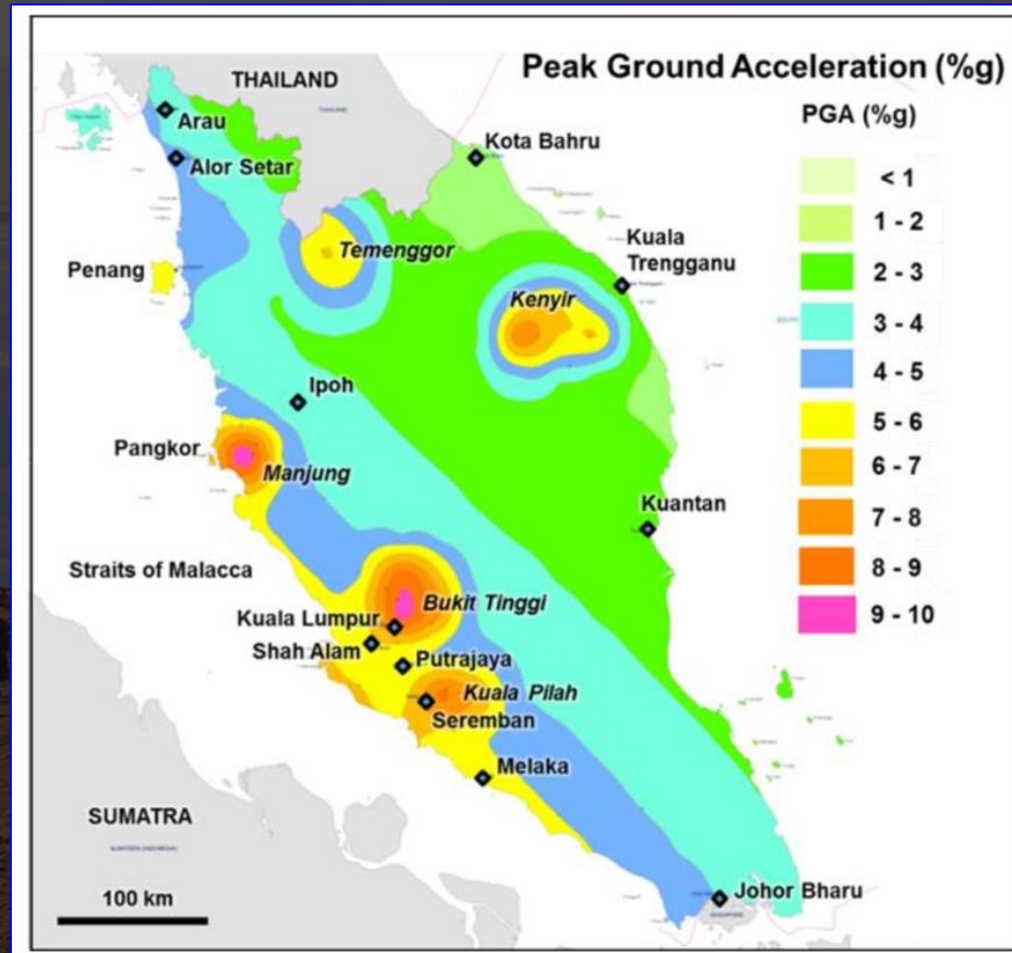 Peak Ground Acceleration (%g)
PGA (%g)
< 1
1 - 2
2 - 3
3 - 4
4 - 5
5 - 6
6 - 7
7 - 8
8 - 9
9 - 10
THAILAND
THAILAND
Arau
Alor Setar
Kota Bahru
Temenggor
Penang
Kuala
Trengganu
Kenyir
Ipoh
Pangkor
Manjung
Kuantan
Straits of Malacca
Bukit Tinggi
Kuala Lumpur
Shah Alam
Putrajaya
Kuala Pilah
Seremban
Melaka
SUMATRA
Johor Bharu
SINGAPORE
100 km